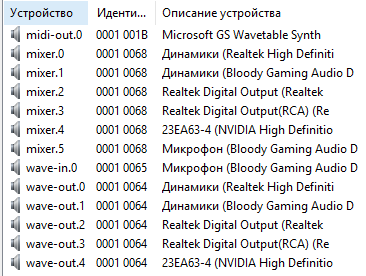 Устройство Иденти... Описание устройства
midi-out.0 0001 001B Microsoft GS Wavetable Synth
mixer.0 0001 0068 Динамики (Realtek High Definiti
mixer.1 0001 0068 Динамики (Bloody Gaming Audio D
mixer.2 0001 0068 Realtek Digital Output (Realtek
mixer.3 0001 0068 Realtek Digital Output(RCA) (Re
mixer.4 0001 0068 23EA63-4 (NVIDIA High Definitio
mixer.5 0001 0068 Микрофон (Bloody Gaming Audio D
wave-in.0 0001 0065 Микрофон (Bloody Gaming Audio D
wave-out.0 0001 0064 Динамики (Realtek High Definiti
wave-out.1 0001 0064 Динамики (Bloody Gaming Audio D
wave-out.2 0001 0064 Realtek Digital Output (Realtek
wave-out.3 0001 0064 Realtek Digital Output(RCA) (Re
wave-out.4 0001 0064 23EA63-4 (NVIDIA High Definitio